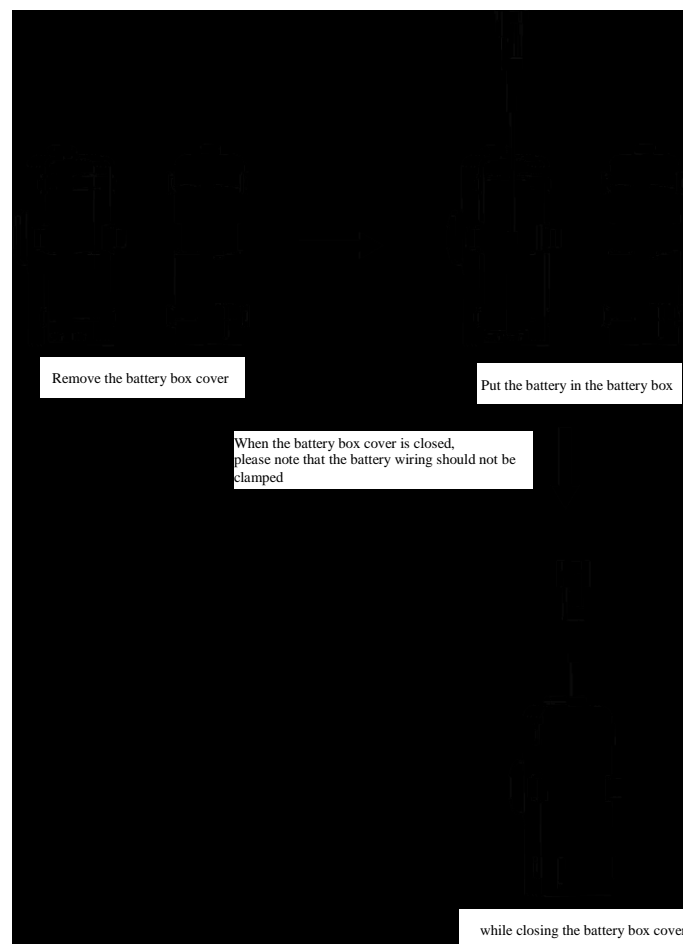 Remove the battery box cover
Put the battery in the battery box
When the battery box cover is closed,
please note that the battery wiring should not be
clamped
while closing the battery box cover